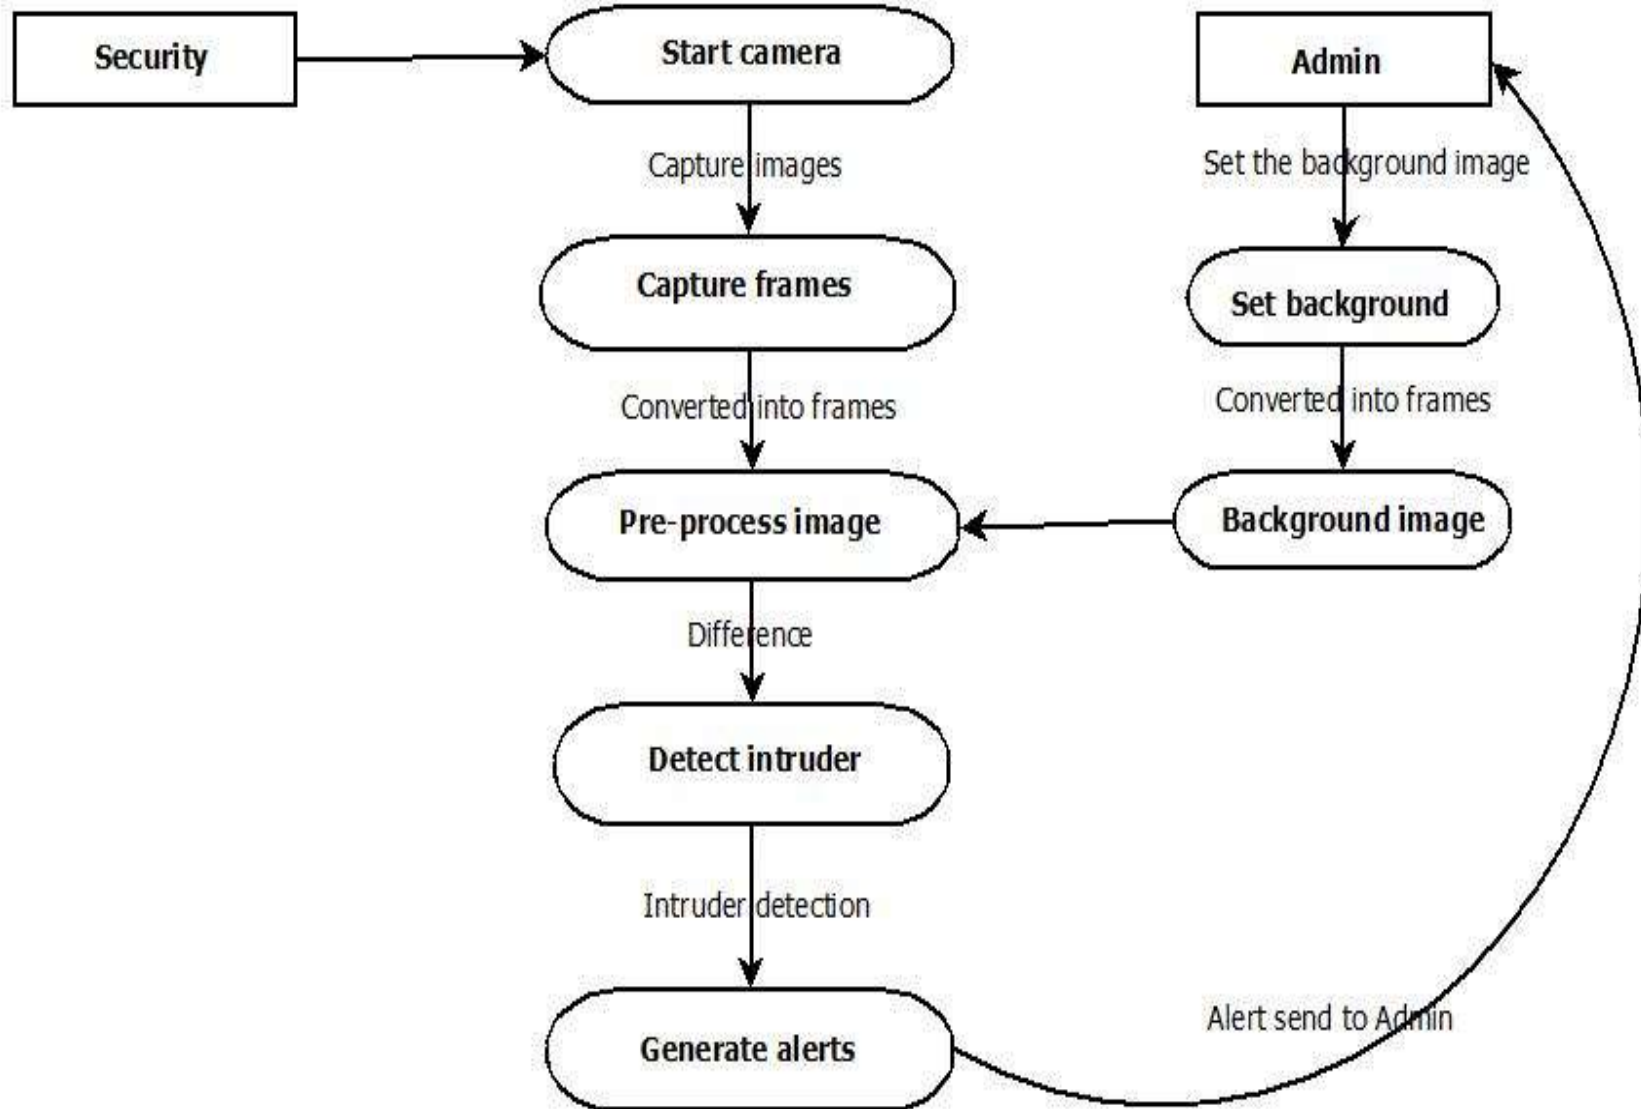 Security
Start camera
Admin
Capture images
Set the background image
Capture frames
Set background
Converted into frames
Converted into frames
Pre-process image
Background image
Difference
Detect intruder
Intruder detection
Alert send to Admin
Generate alerts